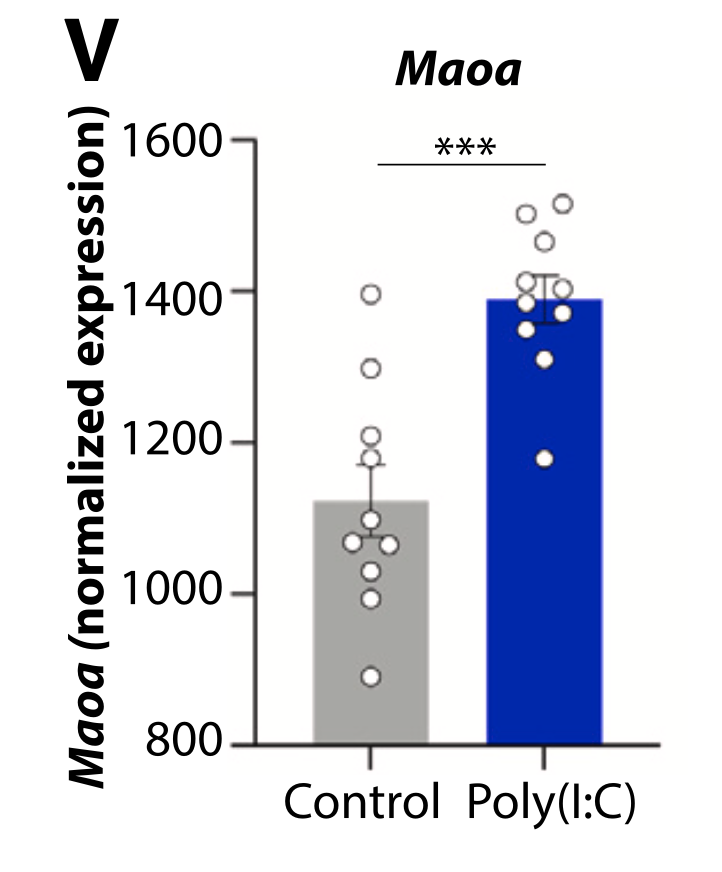 V
Maoa
Maoa (normalized expression)
1600
***
1400
1200
1000
800
Control Poly(I:C)